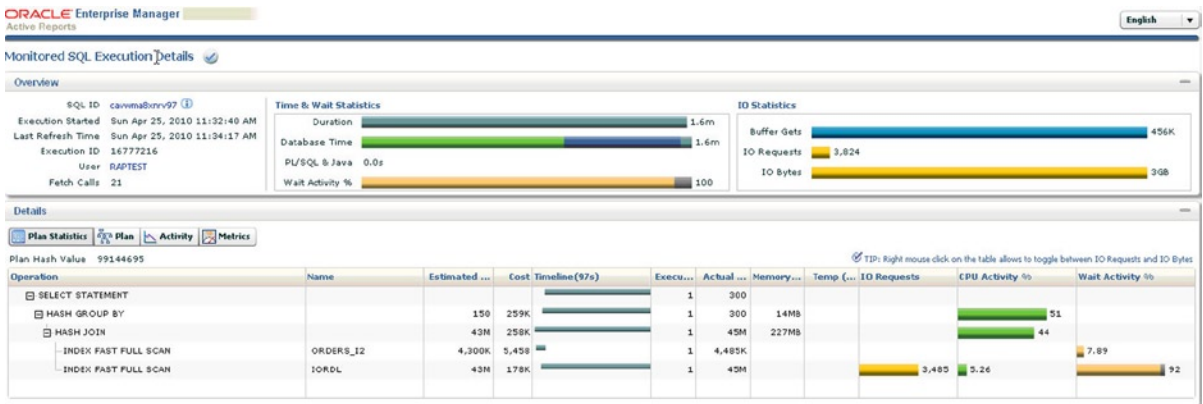 ORACLE Enterprise Manager
Active Reports
English
Monitored SQL Execution Details
Overview
SQL ID cavwma8xnrv97
Execution Started Sun Apr 25, 2010 11:32:40 AM
Last Refresh Time Sun Apr 25, 2010 11:34:17 AM
Execution ID 16777216
User RAPTEST
Fetch Calls 21
Time & Wait Statistics
Duration 1.6m
Database Time 1.6m
PL/SQL & Java 0.0s
Wait Activity % 100
IO Statistics
Buffer Gets 456K
IO Requests 3,824
IO Bytes 3GB
Details
Plan Statistics Plan Activity Metrics
Plan Hash Value 99144695
TIP: Right mouse click on the table allows to toggle between IO Requests and IO Bytes
Operation Name Estimated ... Cost Timeline(97s) Execu... Actual ... Memory... Temp (... IO Requests CPU Activity % Wait Activity %
SELECT STATEMENT 1 300
HASH GROUP BY 150 259K 1 300 14MB 51
HASH JOIN 43M 258K 1 45M 227MB 44
INDEX FAST FULL SCAN ORDERS_I2 4,300K 5,458 1 4,485K 7.89
INDEX FAST FULL SCAN IORDL 43M 178K 1 45M 3,485 5.26 92